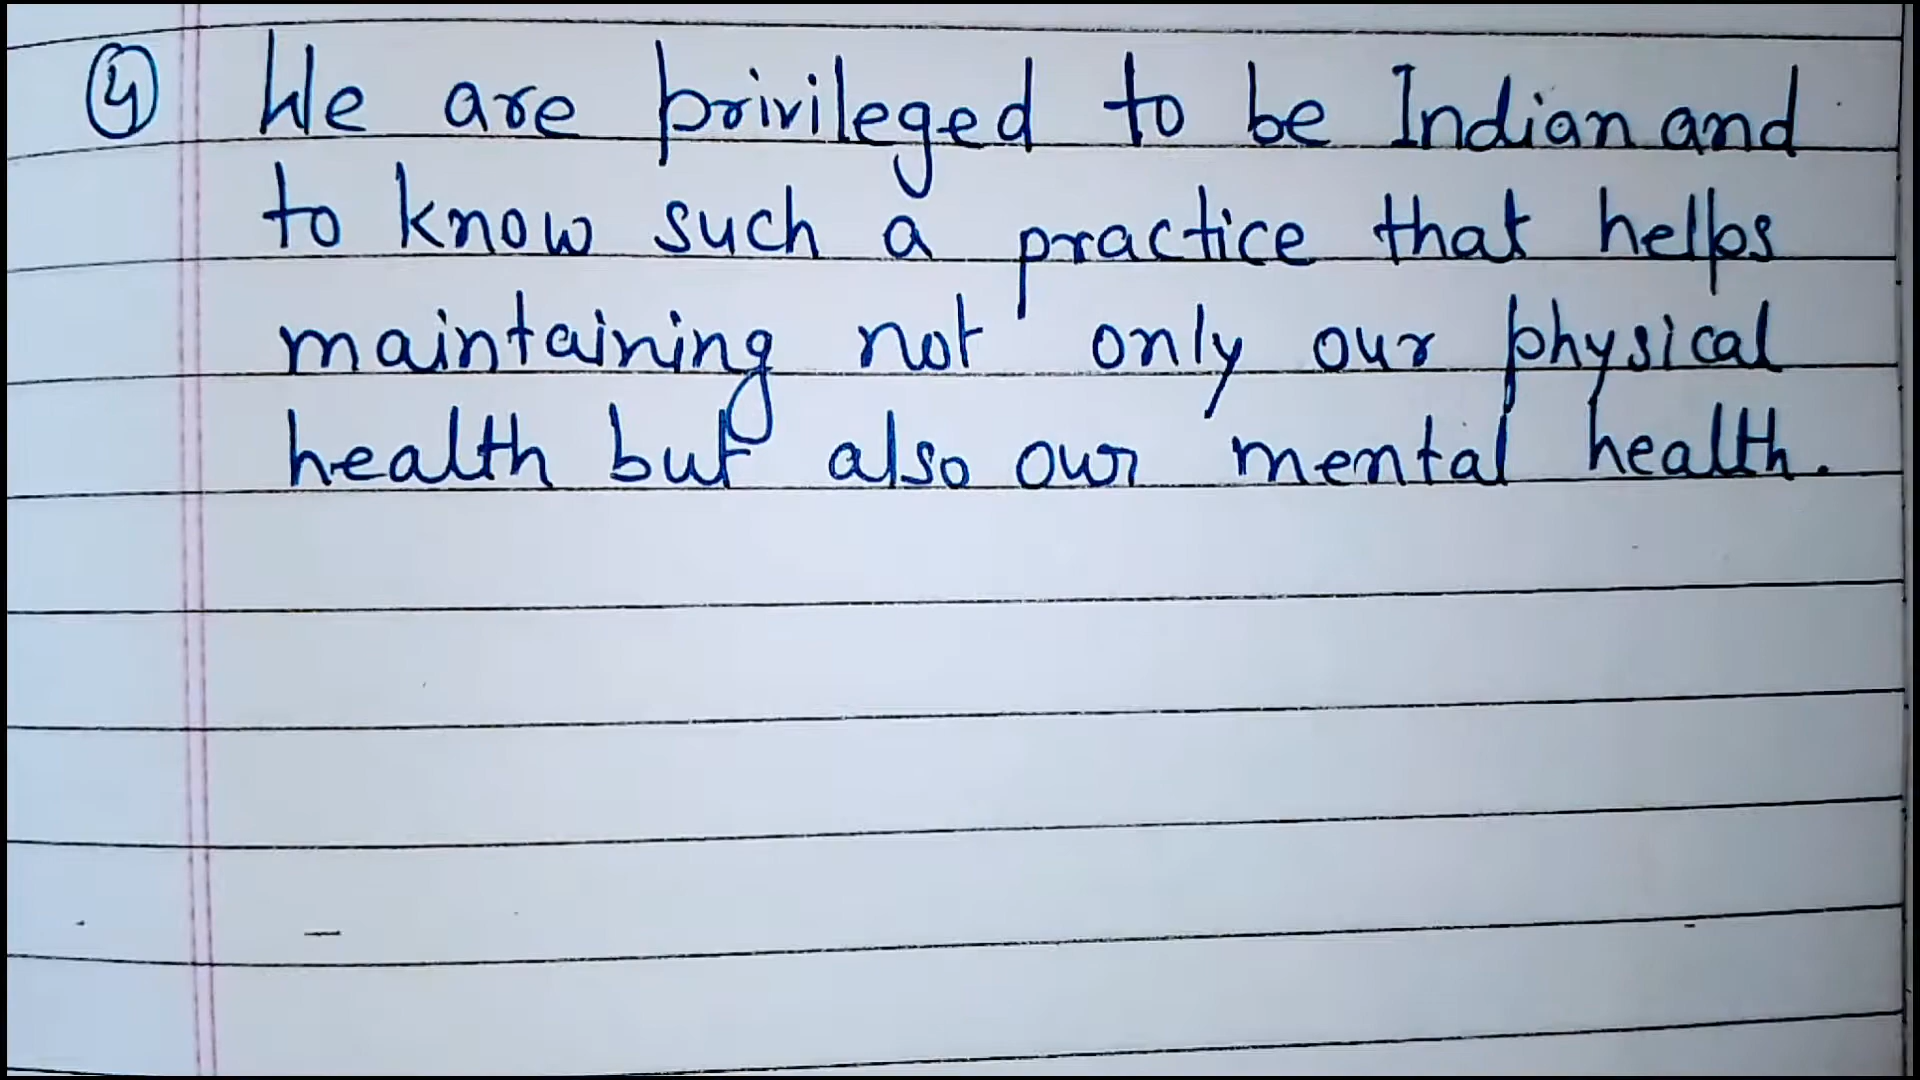 ④ We are privileged to be Indian and
to know such a practice that helps
maintaining not only our physical
health but also our mental health.